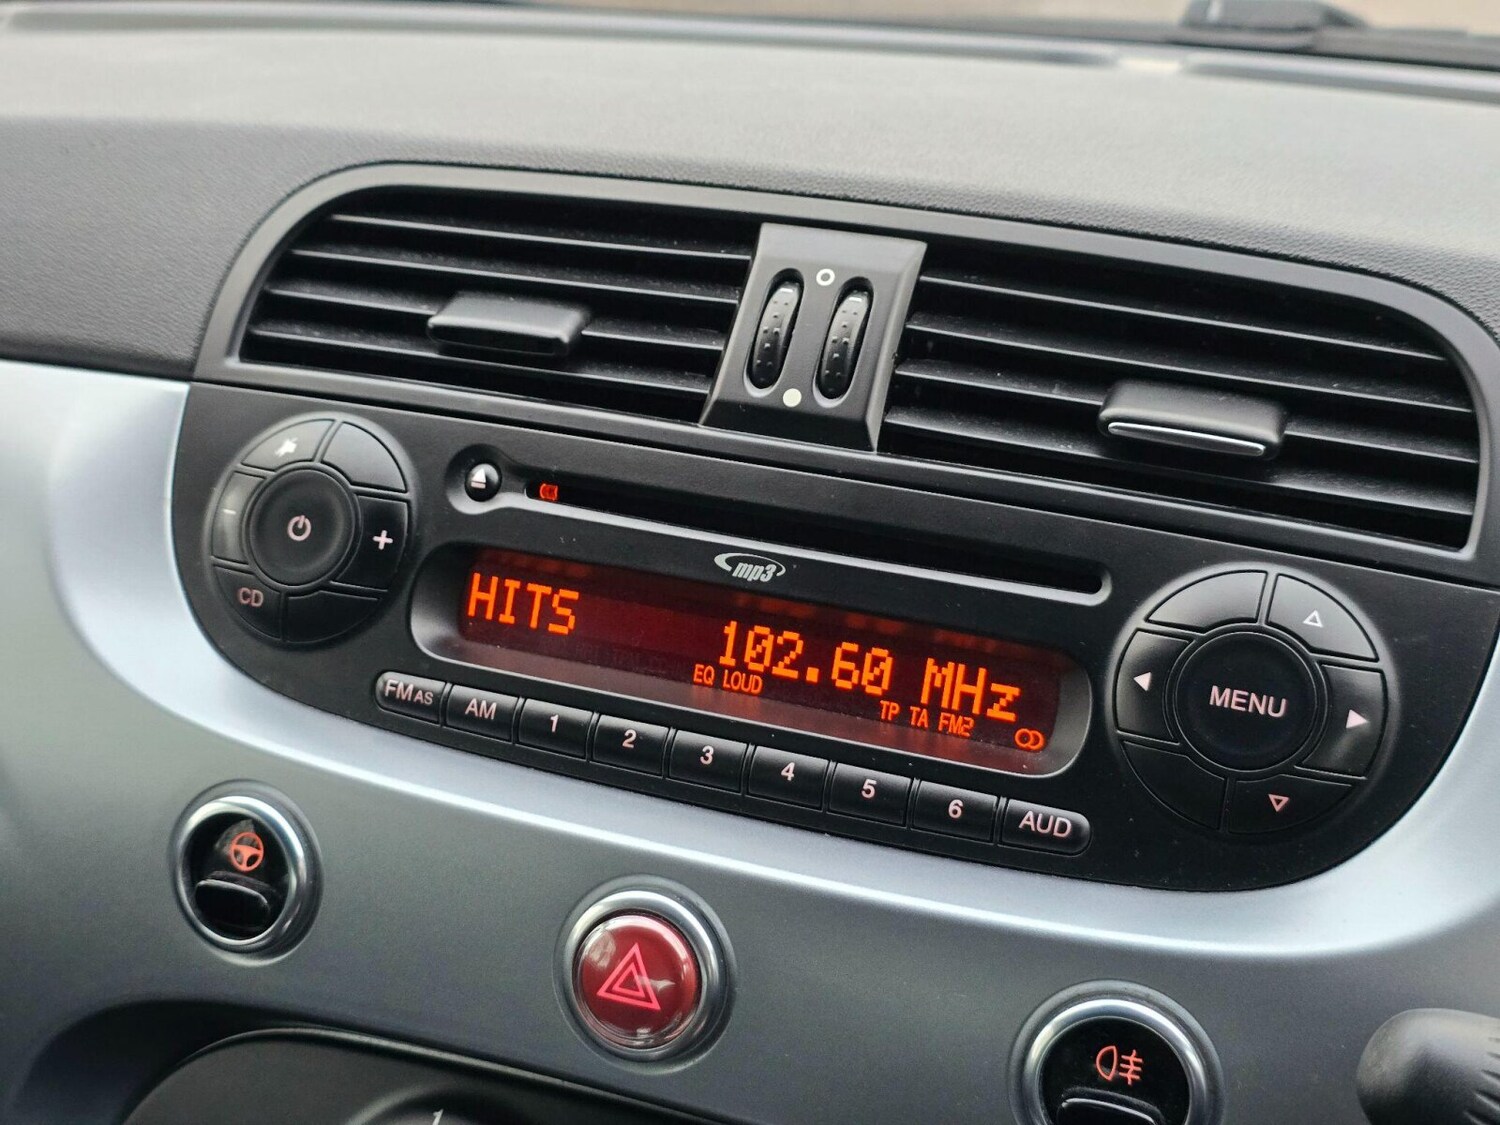 CD
mp3
HITS
102.60 MHz
EQ LOUD
TP TA FM2
FM AS AM 1 2 3 4 5 6 AUD
MENU
1